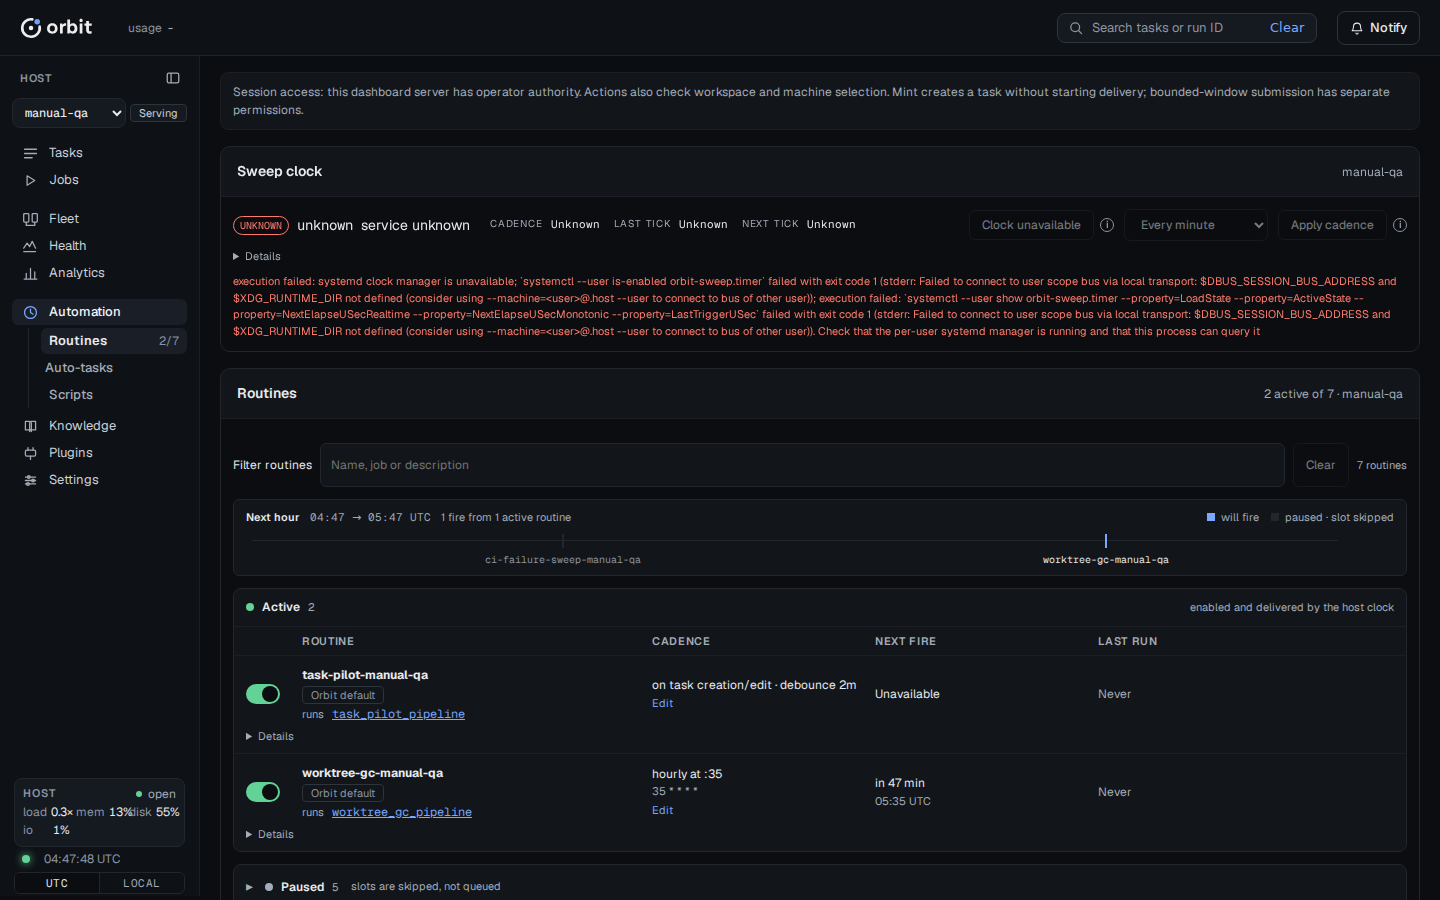 orbit
usage -
Search tasks or run ID
Clear
Notify
HOST
manual-qa
Serving
Tasks
Jobs
Fleet
Health
Analytics
Automation
Routines 2/7
Auto-tasks
Scripts
Knowledge
Plugins
Settings
HOST open
load 0.3× mem 13% disk 55%
io 1%
04:47:48 UTC
UTC LOCAL
Session access: this dashboard server has operator authority. Actions also check workspace and machine selection. Mint creates a task without starting delivery; bounded-window submission has separate
permissions.
Sweep clock
manual-qa
UNKNOWN unknown service unknown CADENCE Unknown LAST TICK Unknown NEXT TICK Unknown
Clock unavailable
Every minute
Apply cadence
Details
execution failed: systemd clock manager is unavailable; `systemctl --user is-enabled orbit-sweep.timer` failed with exit code 1 (stderr: Failed to connect to user scope bus via local transport: $DBUS_SESSION_BUS_ADDRESS and
$XDG_RUNTIME_DIR not defined (consider using --machine=<user>@.host --user to connect to bus of other user)); execution failed: `systemctl --user show orbit-sweep.timer --property=LoadState --property=ActiveState --
property=NextElapseUSecRealtime --property=NextElapseUSecMonotonic --property=LastTriggerUSec` failed with exit code 1 (stderr: Failed to connect to user scope bus via local transport: $DBUS_SESSION_BUS_ADDRESS and
$XDG_RUNTIME_DIR not defined (consider using --machine=<user>@.host --user to connect to bus of other user)). Check that the per-user systemd manager is running and that this process can query it
Routines
2 active of 7 · manual-qa
Filter routines
Name, job or description
Clear
7 routines
Next hour 04:47 → 05:47 UTC 1 fire from 1 active routine
will fire paused · slot skipped
ci-failure-sweep-manual-qa
worktree-gc-manual-qa
Active 2
enabled and delivered by the host clock
ROUTINE CADENCE NEXT FIRE LAST RUN
task-pilot-manual-qa
Orbit default
runs task_pilot_pipeline
on task creation/edit · debounce 2m
Edit
Unavailable
Never
Details
worktree-gc-manual-qa
Orbit default
runs worktree_gc_pipeline
hourly at :35
35 * * * *
Edit
in 47 min
05:35 UTC
Never
Details
Paused 5 slots are skipped, not queued